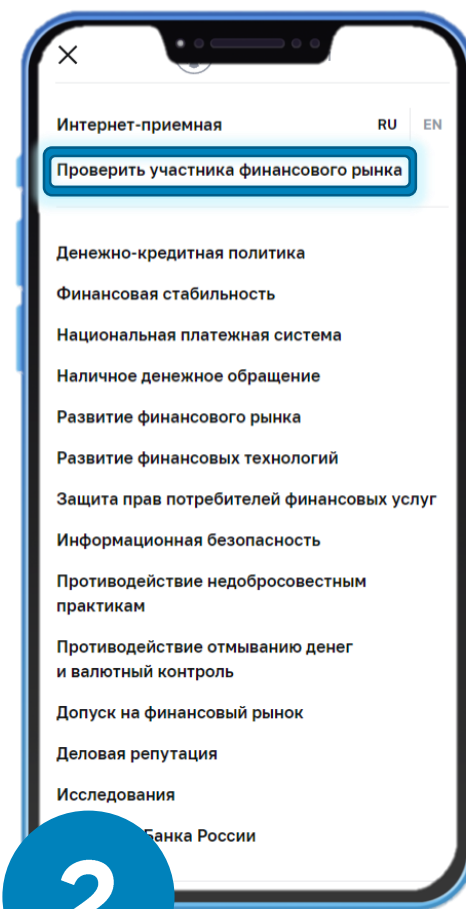 Интернет-приемная RU EN
Проверить участника финансового рынка
Денежно-кредитная политика
Финансовая стабильность
Национальная платежная система
Наличное денежное обращение
Развитие финансового рынка
Развитие финансовых технологий
Защита прав потребителей финансовых услуг
Информационная безопасность
Противодействие недобросовестным
практикам
Противодействие отмыванию денег
и валютный контроль
Допуск на финансовый рынок
Деловая репутация
Исследования
Банка России
2